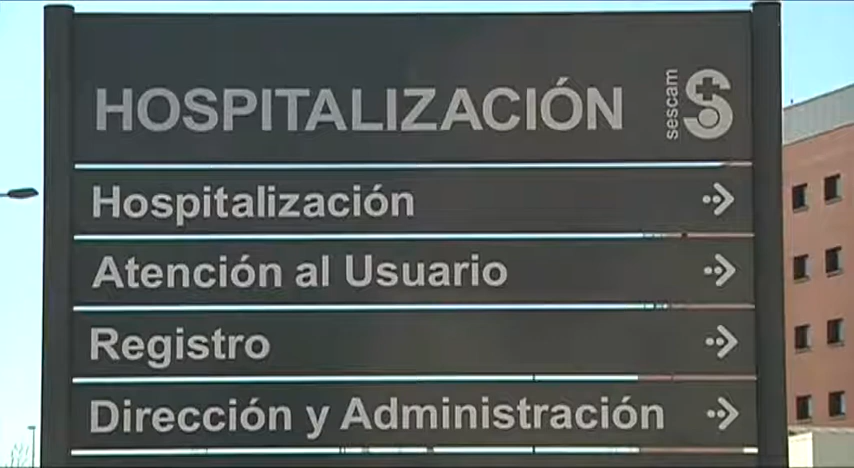 HOSPITALIZACIÓN
sescam
Hospitalización
Atención al Usuario
Registro
Dirección y Administración